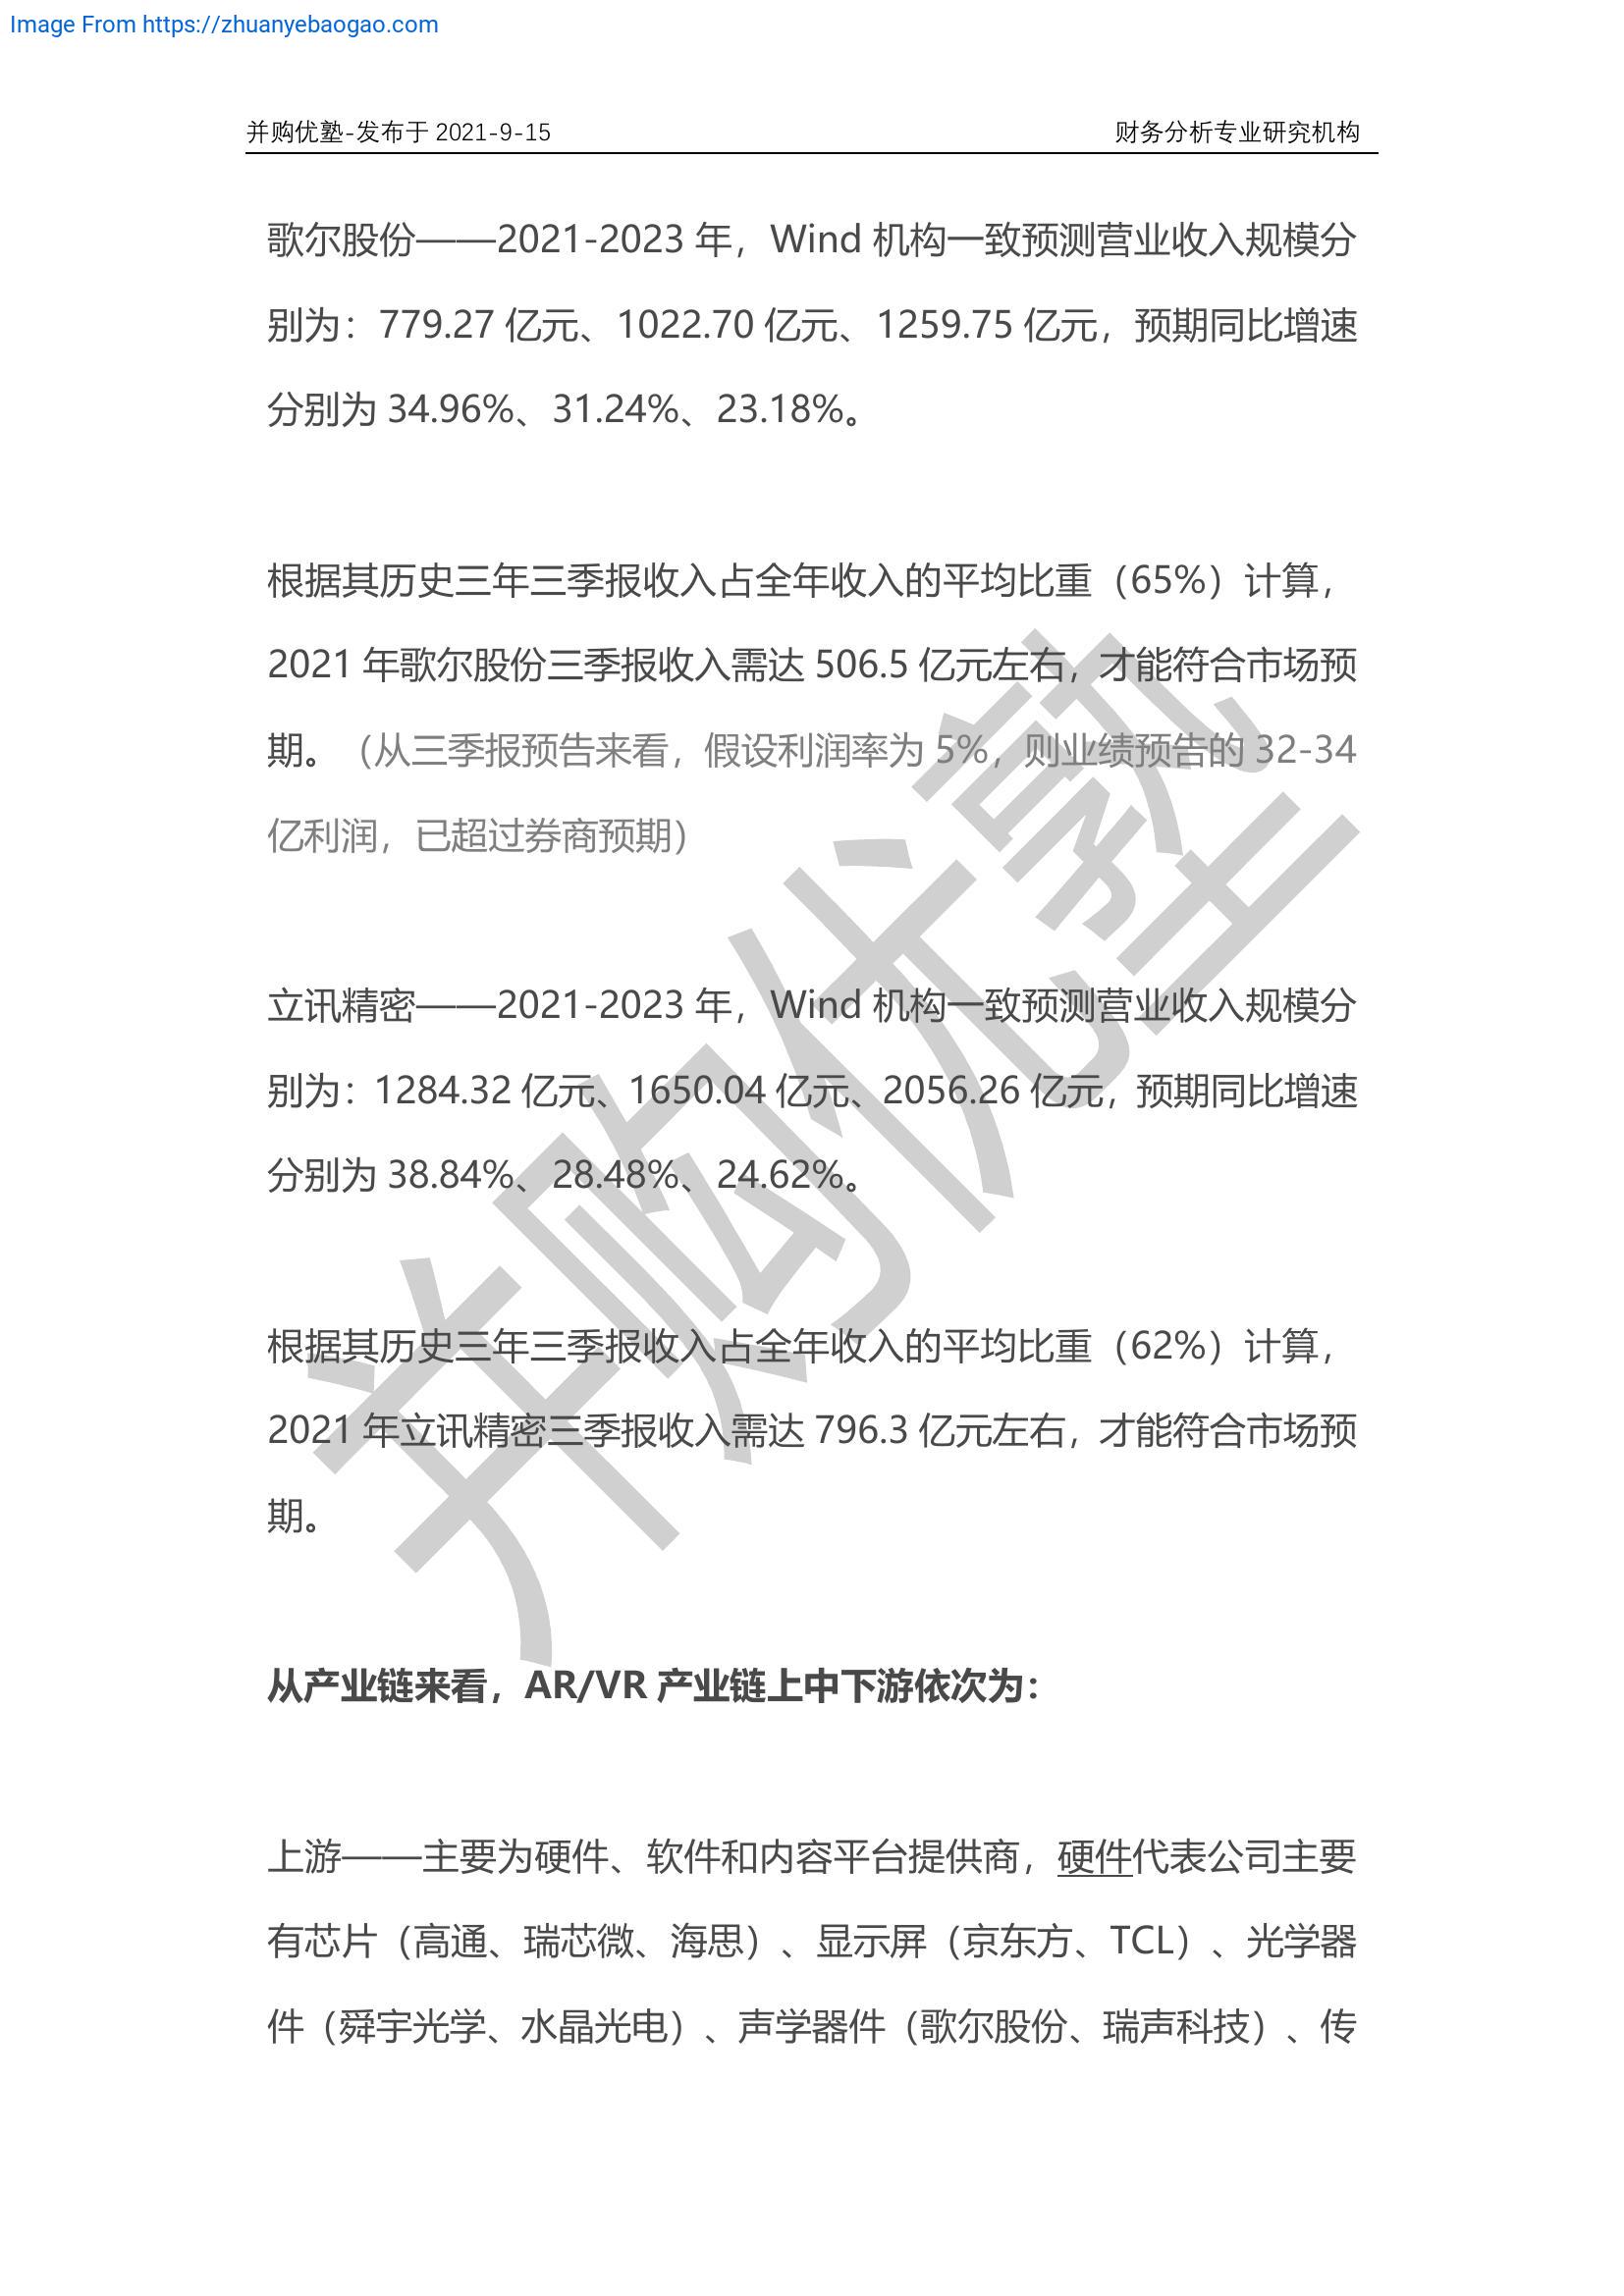 Image From https://zhuanyebaogao.com
并购优塾-发布于 2021-9-15 财务分析专业研究机构
歌尔股份——2021-2023 年，Wind 机构一致预测营业收入规模分
别为：779.27 亿元、1022.70 亿元、1259.75 亿元，预期同比增速
分别为 34.96%、31.24%、23.18%。
根据其历史三年三季报收入占全年收入的平均比重（65%）计算，
2021 年歌尔股份三季报收入需达 506.5 亿元左右，才能符合市场预
期。（从三季报预告来看，假设利润率为 5%，则业绩预告的 32-34
亿利润，已超过券商预期）
立讯精密——2021-2023 年，Wind 机构一致预测营业收入规模分
别为：1284.32 亿元、1650.04 亿元、2056.26 亿元，预期同比增速
分别为 38.84%、28.48%、24.62%。
根据其历史三年三季报收入占全年收入的平均比重（62%）计算，
2021 年立讯精密三季报收入需达 796.3 亿元左右，才能符合市场预
期。
从产业链来看，AR/VR 产业链上中下游依次为：
上游——主要为硬件、软件和内容平台提供商，硬件代表公司主要
有芯片（高通、瑞芯微、海思）、显示屏（京东方、TCL）、光学器
件（舜宇光学、水晶光电）、声学器件（歌尔股份、瑞声科技）、传
并购优塾